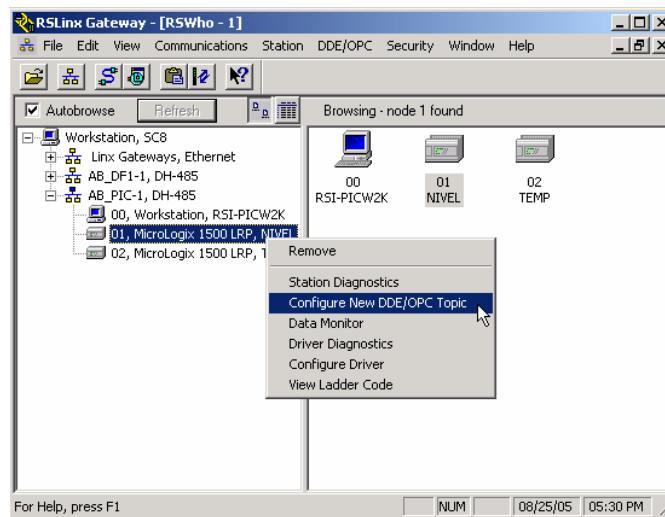 RSLinx Gateway - [RSWho - 1]
File Edit View Communications Station DDE/OPC Security Window Help
Autobrowse Refresh Browsing - node 1 found
Workstation, SC8
Linx Gateways, Ethernet
AB_DF1-1, DH-485
AB_PIC-1, DH-485
00, Workstation, RSI-PICW2K
01, MicroLogix 1500 LRP, NIVEL
02, MicroLogix 1500 LRP, T
00
RSI-PICW2K
01
NIVEL
02
TEMP
Remove
Station Diagnostics
Configure New DDE/OPC Topic
Data Monitor
Driver Diagnostics
Configure Driver
View Ladder Code
For Help, press F1 NUM 08/25/05 05:30 PM